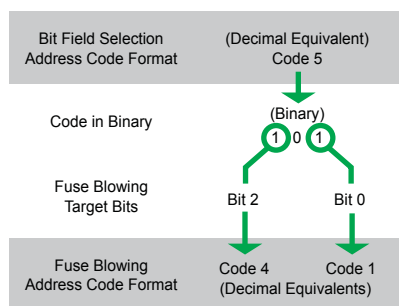 Bit Field Selection
Address Code Format
(Decimal Equivalent)
Code 5
Code in Binary
(Binary)
1 0 1
Fuse Blowing
Target Bits
Bit 2
Bit 0
Fuse Blowing
Address Code Format
Code 4
Code 1
(Decimal Equivalents)